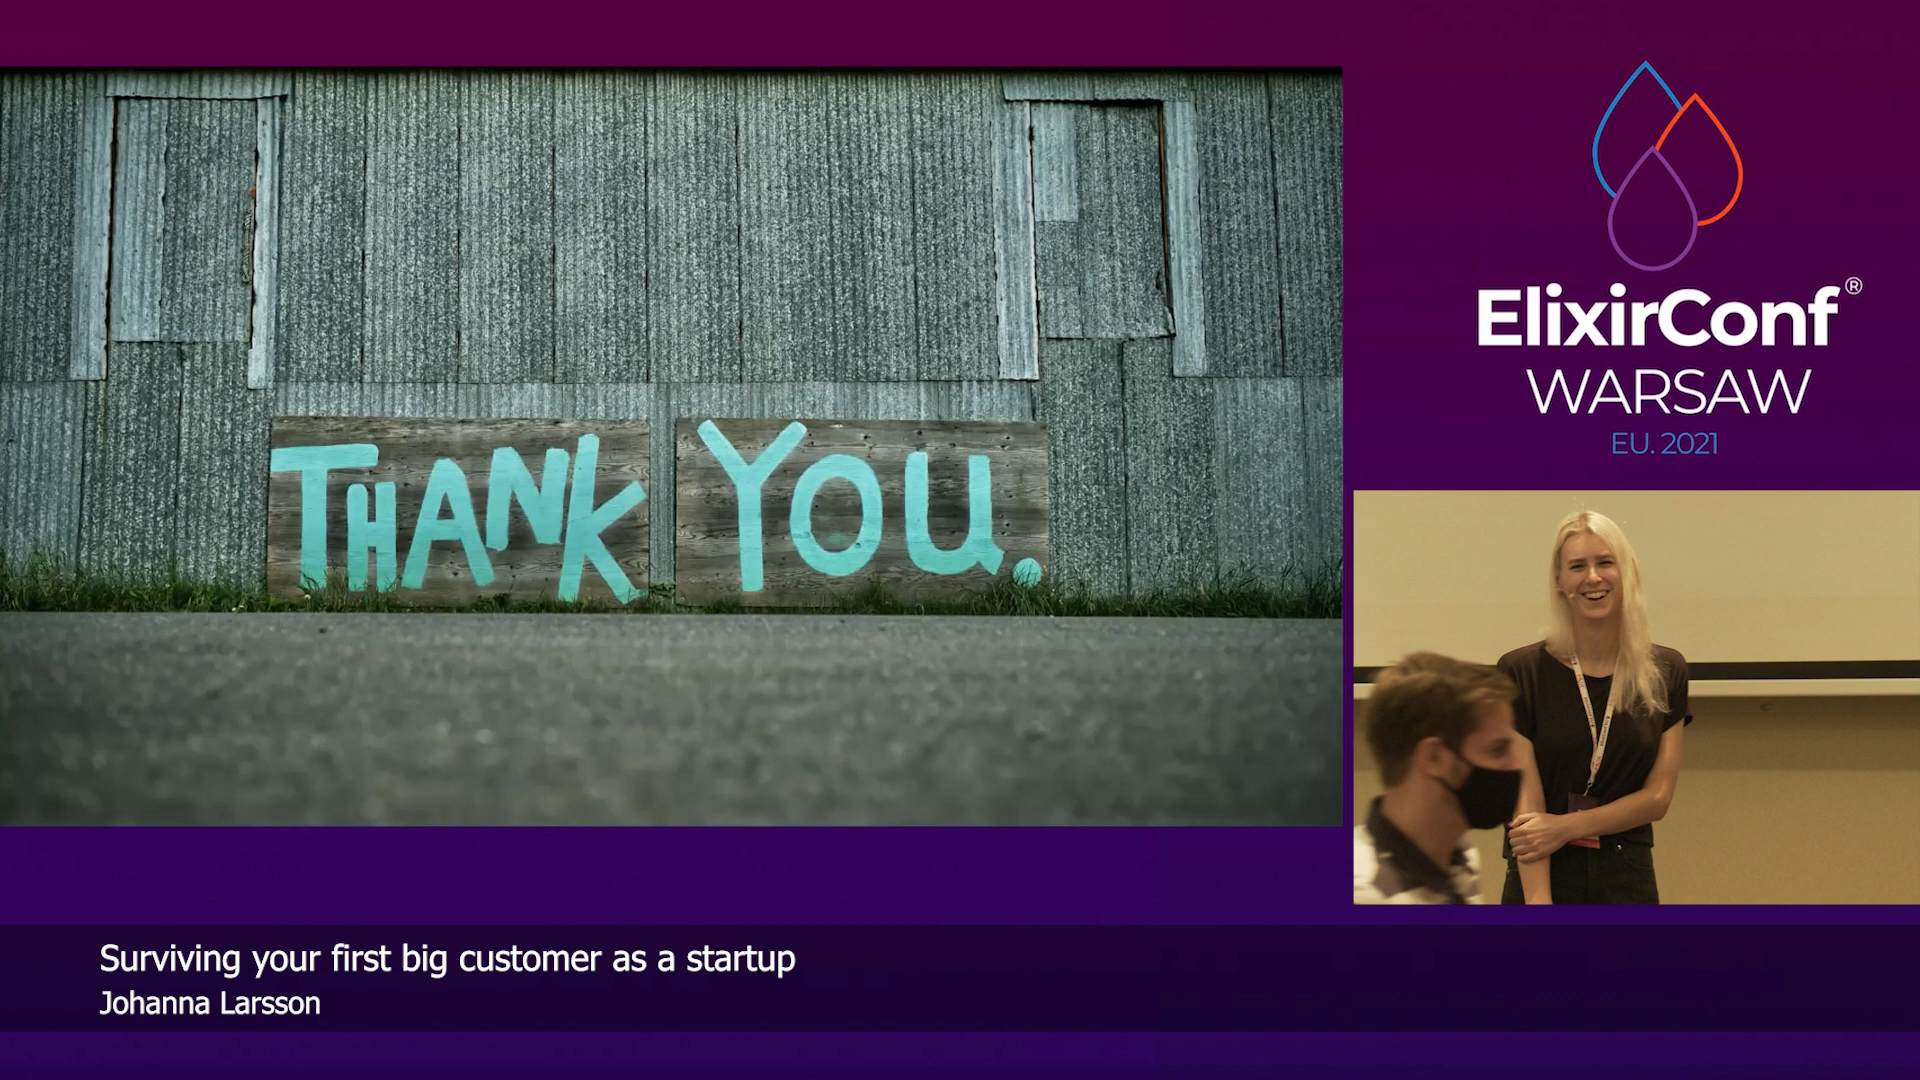 THANK YOU.
ElixirConf®
WARSAW
EU. 2021
Surviving your first big customer as a startup
Johanna Larsson